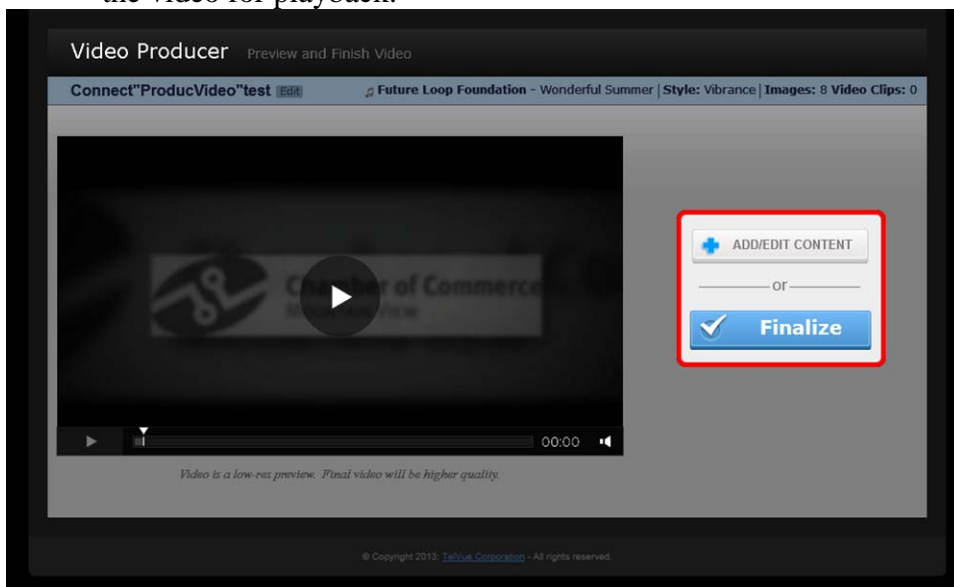 the video for playback.
Video Producer Preview and Finish Video
Connect"ProducVideo"test Edit ♫ Future Loop Foundation - Wonderful Summer | Style: Vibrance | Images: 8 Video Clips: 0
Chamber of Commerce
Mountain View
ADD/EDIT CONTENT
or
Finalize
00:00
Video is a low-res preview. Final video will be higher quality.
© Copyright 2013; TelVue Corporation - All rights reserved.